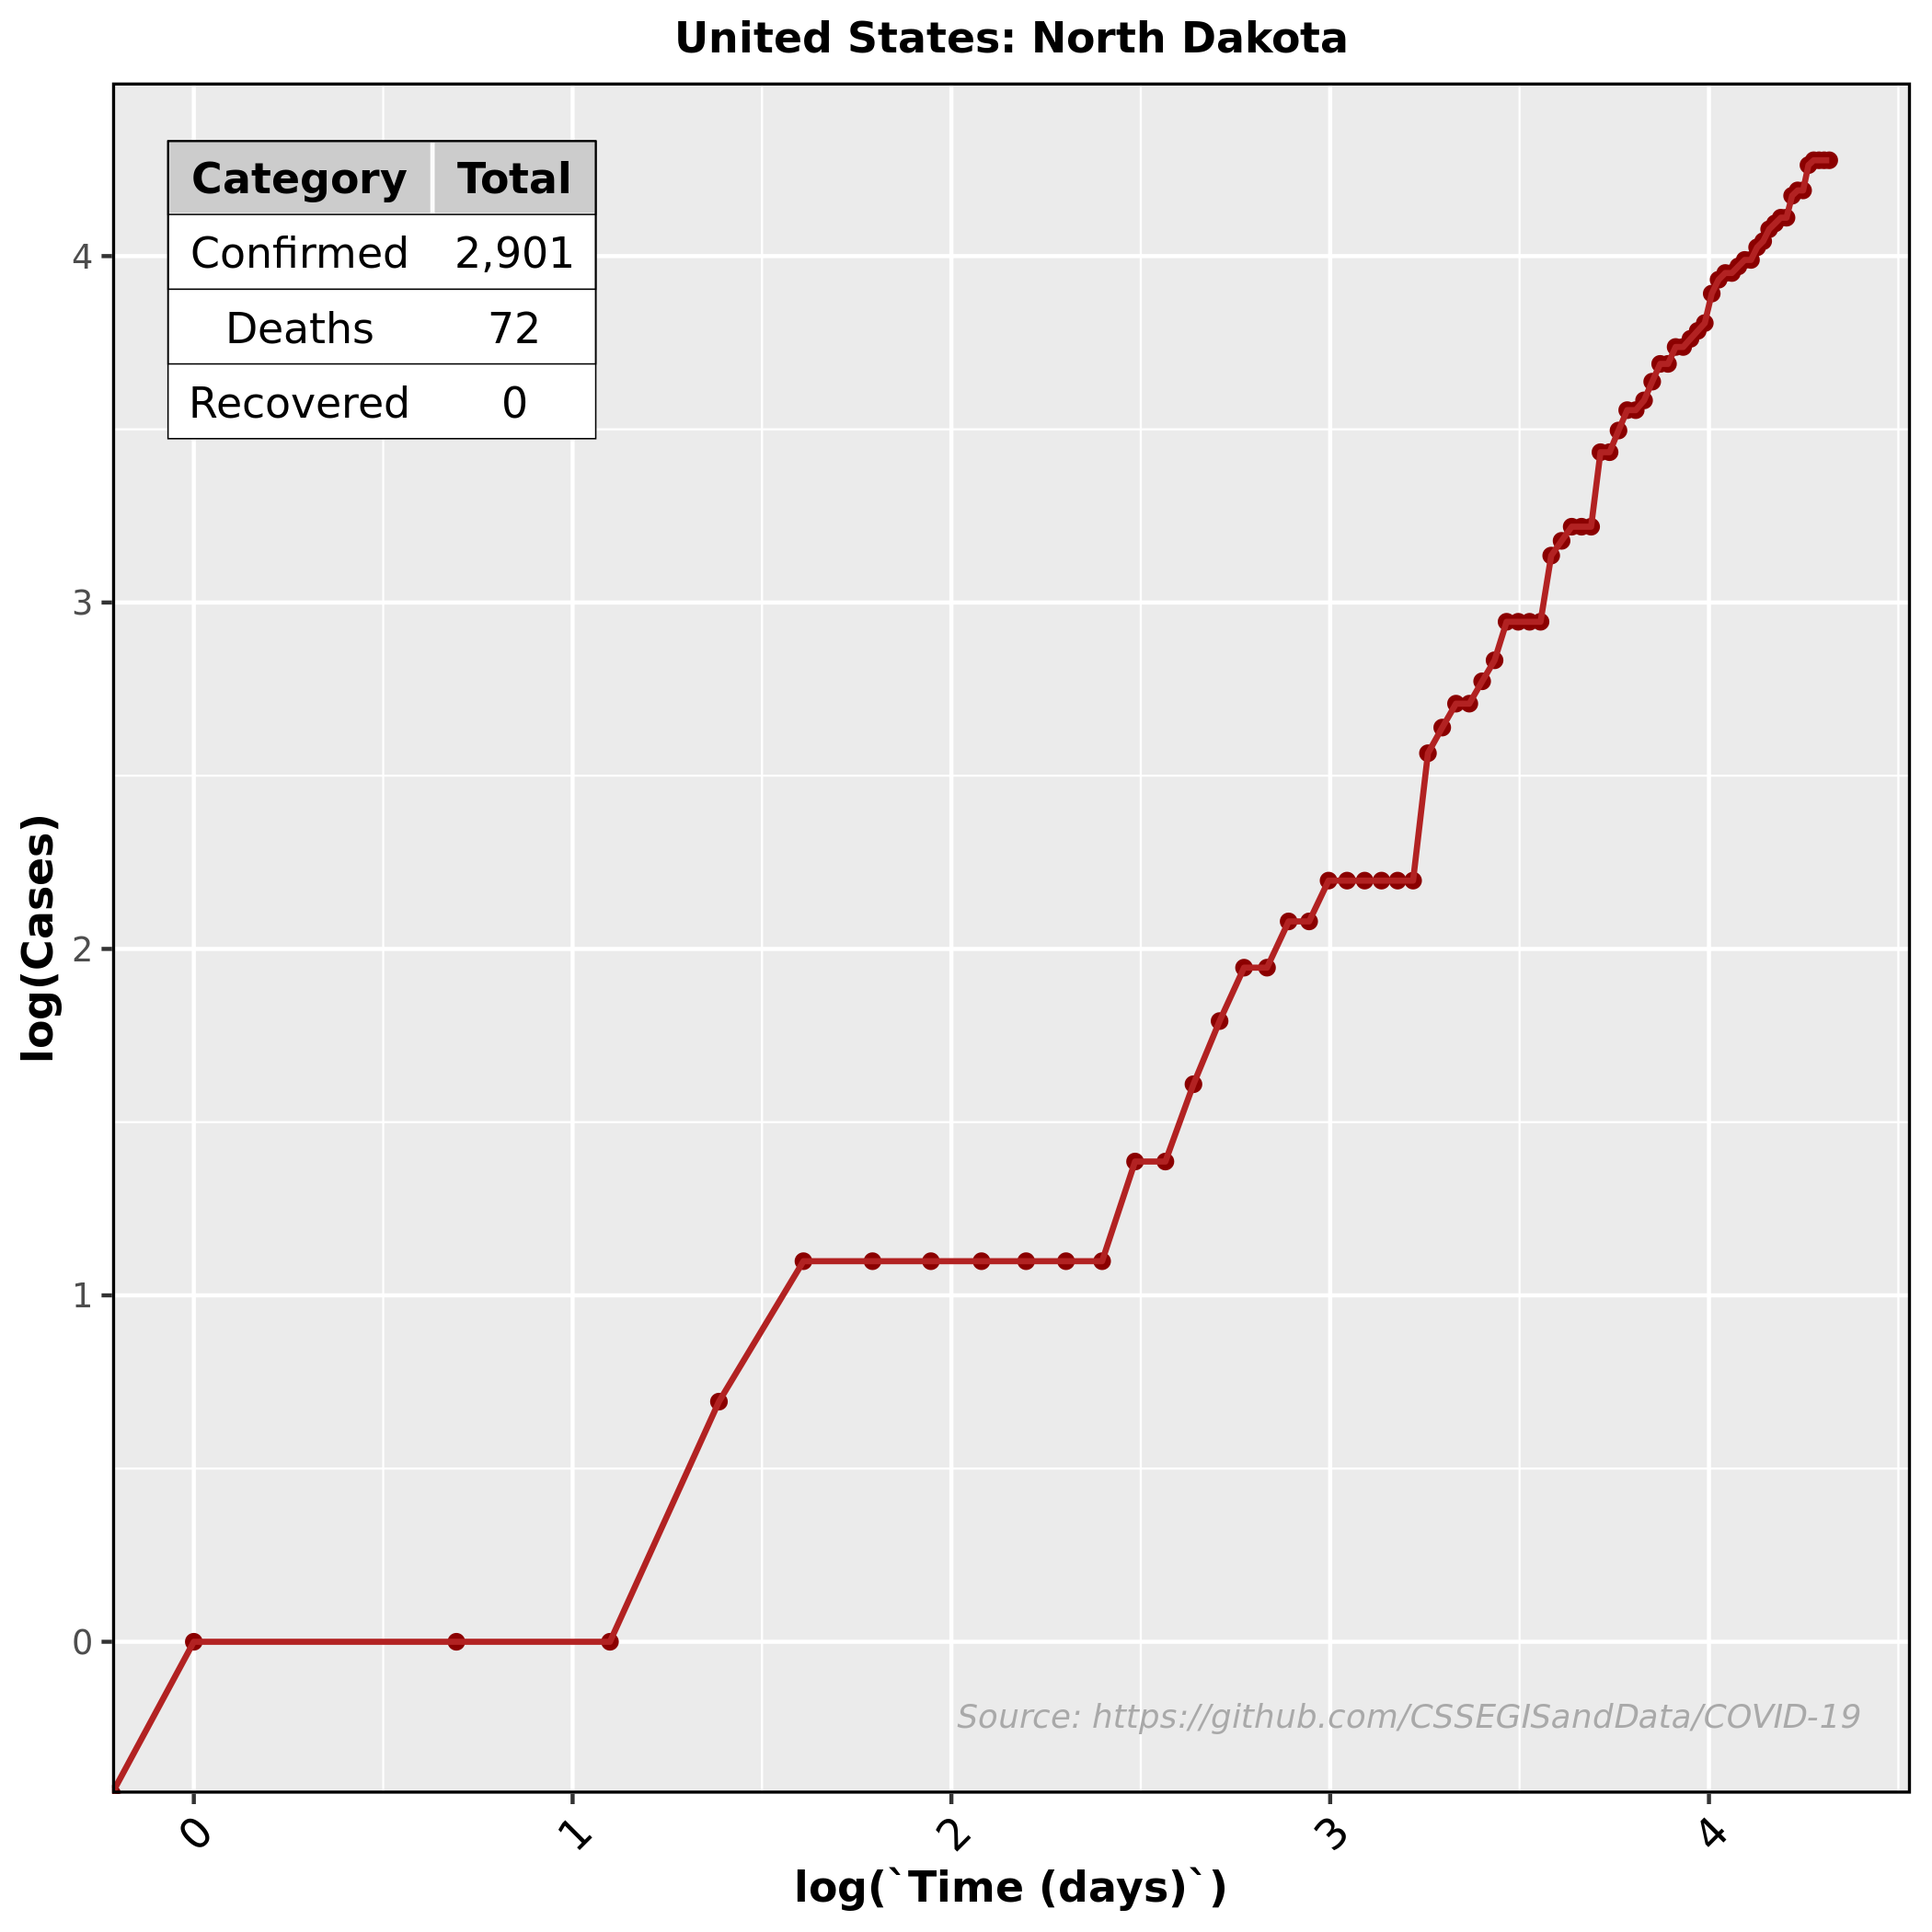 United States: North Dakota
Category Total
Confirmed 2,901
Deaths 72
Recovered 0
4
3
2
1
0
log(Cases)
Source: https://github.com/CSSEGISandData/COVID-19
0 1 2 3 4
log(`Time (days)`)